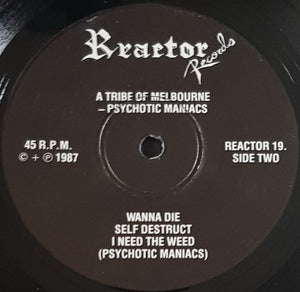 Reactor
Records
A TRIBE OF MELBOURNE
– PSYCHOTIC MANIACS
45 R.P.M.
© + ℗ 1987
REACTOR 19.
SIDE TWO
WANNA DIE
SELF DESTRUCT
I NEED THE WEED
(PSYCHOTIC MANIACS)